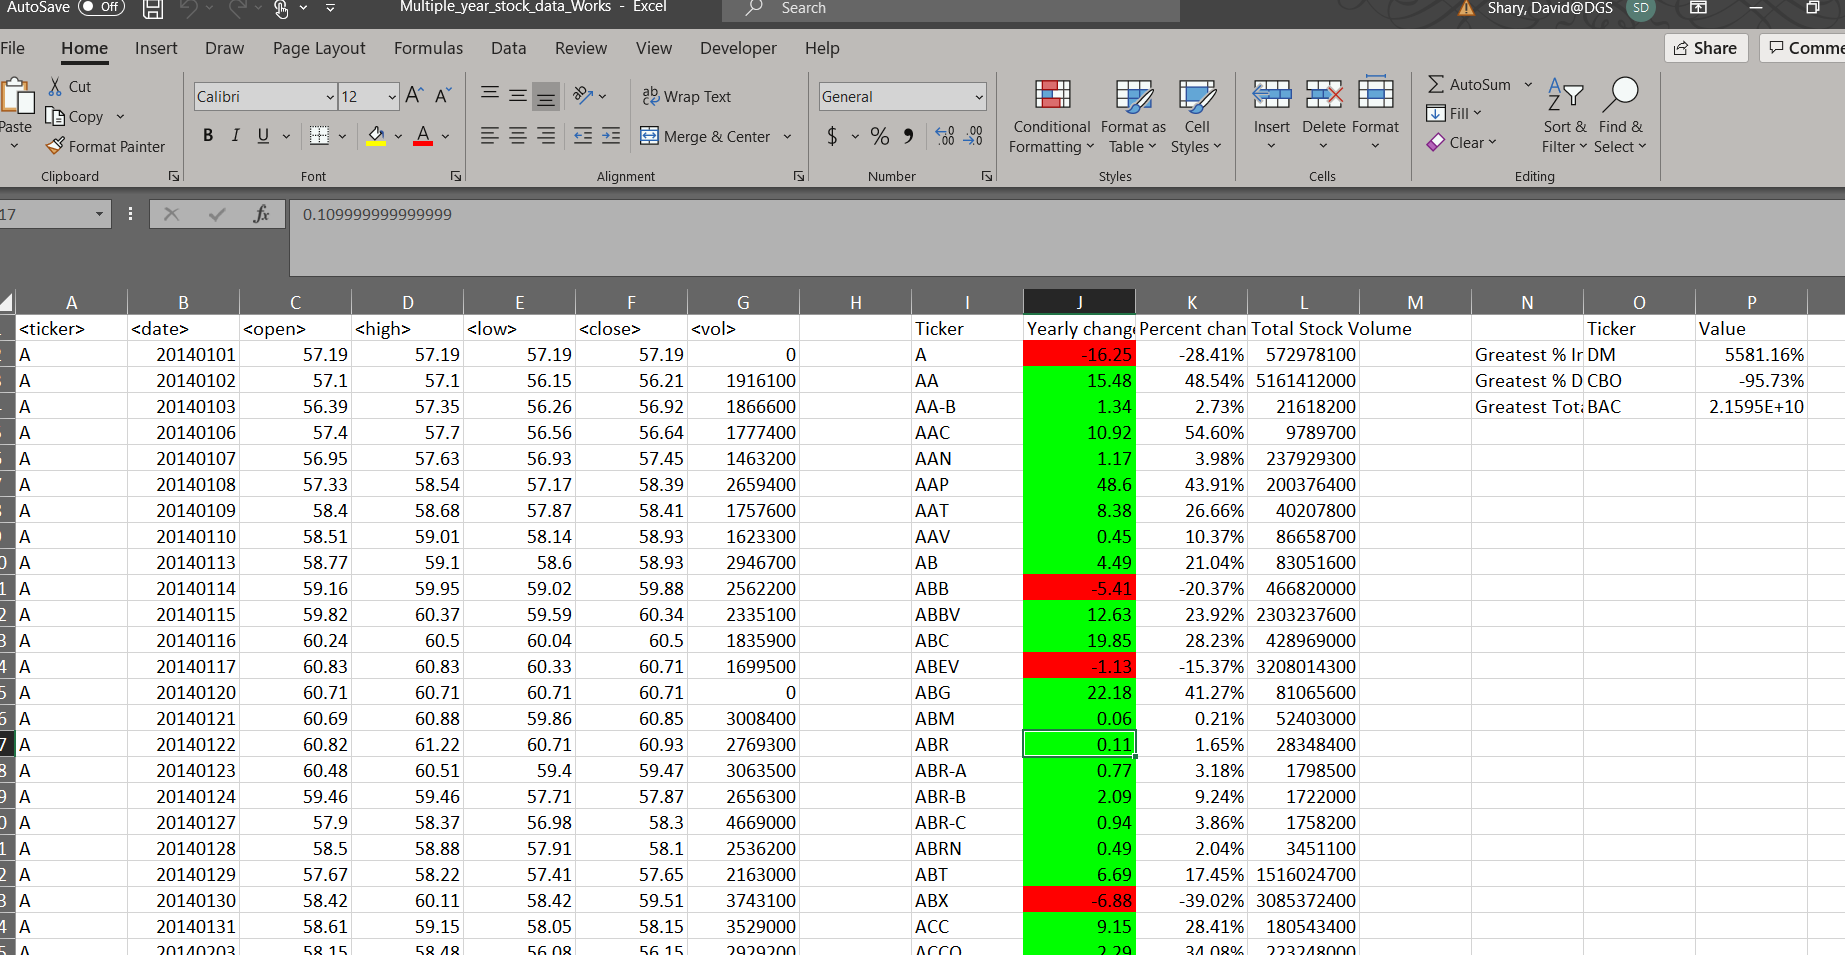 AutoSave Off Multiple_year_stock_data_Works - Excel Search Shary, David@DGS SD
File Home Insert Draw Page Layout Formulas Data Review View Developer Help Share
Paste Cut Copy Format Painter Clipboard
Calibri 12 A A B I U A Font
ab Wrap Text Merge & Center Alignment
General $ % Number
Conditional Formatting Format as Table Cell Styles Styles
Insert Delete Format Cells
AutoSum Fill Clear Sort & Filter Find & Select Editing
17 fx 0.109999999999999
A B C D E F G H I J K L M N O P
<ticker> <date> <open> <high> <low> <close> <vol> Ticker Yearly chang Percent chan Total Stock Volume Ticker Value
A 20140101 57.19 57.19 57.19 57.19 0 A -16.25 -28.41% 572978100 Greatest % In DM 5581.16%
A 20140102 57.1 57.1 56.15 56.21 1916100 AA 15.48 48.54% 5161412000 Greatest % D CBO -95.73%
A 20140103 56.39 57.35 56.26 56.92 1866600 AA-B 1.34 2.73% 21618200 Greatest Tota BAC 2.1595E+10
A 20140106 57.4 57.7 56.56 56.64 1777400 AAC 10.92 54.60% 9789700
A 20140107 56.95 57.63 56.93 57.45 1463200 AAN 1.17 3.98% 237929300
A 20140108 57.33 58.54 57.17 58.39 2659400 AAP 48.6 43.91% 200376400
A 20140109 58.4 58.68 57.87 58.41 1757600 AAT 8.38 26.66% 40207800
A 20140110 58.51 59.01 58.14 58.93 1623300 AAV 0.45 10.37% 86658700
A 20140113 58.77 59.1 58.6 58.93 2946700 AB 4.49 21.04% 83051600
A 20140114 59.16 59.95 59.02 59.88 2562200 ABB -5.41 -20.37% 466820000
A 20140115 59.82 60.37 59.59 60.34 2335100 ABBV 12.63 23.92% 2303237600
A 20140116 60.24 60.5 60.04 60.5 1835900 ABC 19.85 28.23% 428969000
A 20140117 60.83 60.83 60.33 60.71 1699500 ABEV -1.13 -15.37% 3208014300
A 20140120 60.71 60.71 60.71 60.71 0 ABG 22.18 41.27% 81065600
A 20140121 60.69 60.88 59.86 60.85 3008400 ABM 0.06 0.21% 52403000
A 20140122 60.82 61.22 60.71 60.93 2769300 ABR 0.11 1.65% 28348400
A 20140123 60.48 60.51 59.4 59.47 3063500 ABR-A 0.77 3.18% 1798500
A 20140124 59.46 59.46 57.71 57.87 2656300 ABR-B 2.09 9.24% 1722000
A 20140127 57.9 58.37 56.98 58.3 4669000 ABR-C 0.94 3.86% 1758200
A 20140128 58.5 58.88 57.91 58.1 2536200 ABRN 0.49 2.04% 3451100
A 20140129 57.67 58.22 57.41 57.65 2163000 ABT 6.69 17.45% 1516024700
A 20140130 58.42 60.11 58.42 59.51 3743100 ABX -6.88 -39.02% 3085372400
A 20140131 58.61 59.15 58.05 58.15 3529000 ACC 9.15 28.41% 180543400
A 20140203 58.15 58.48 56.08 56.15 2929200 ACCO 2.29 34.08% 223248000